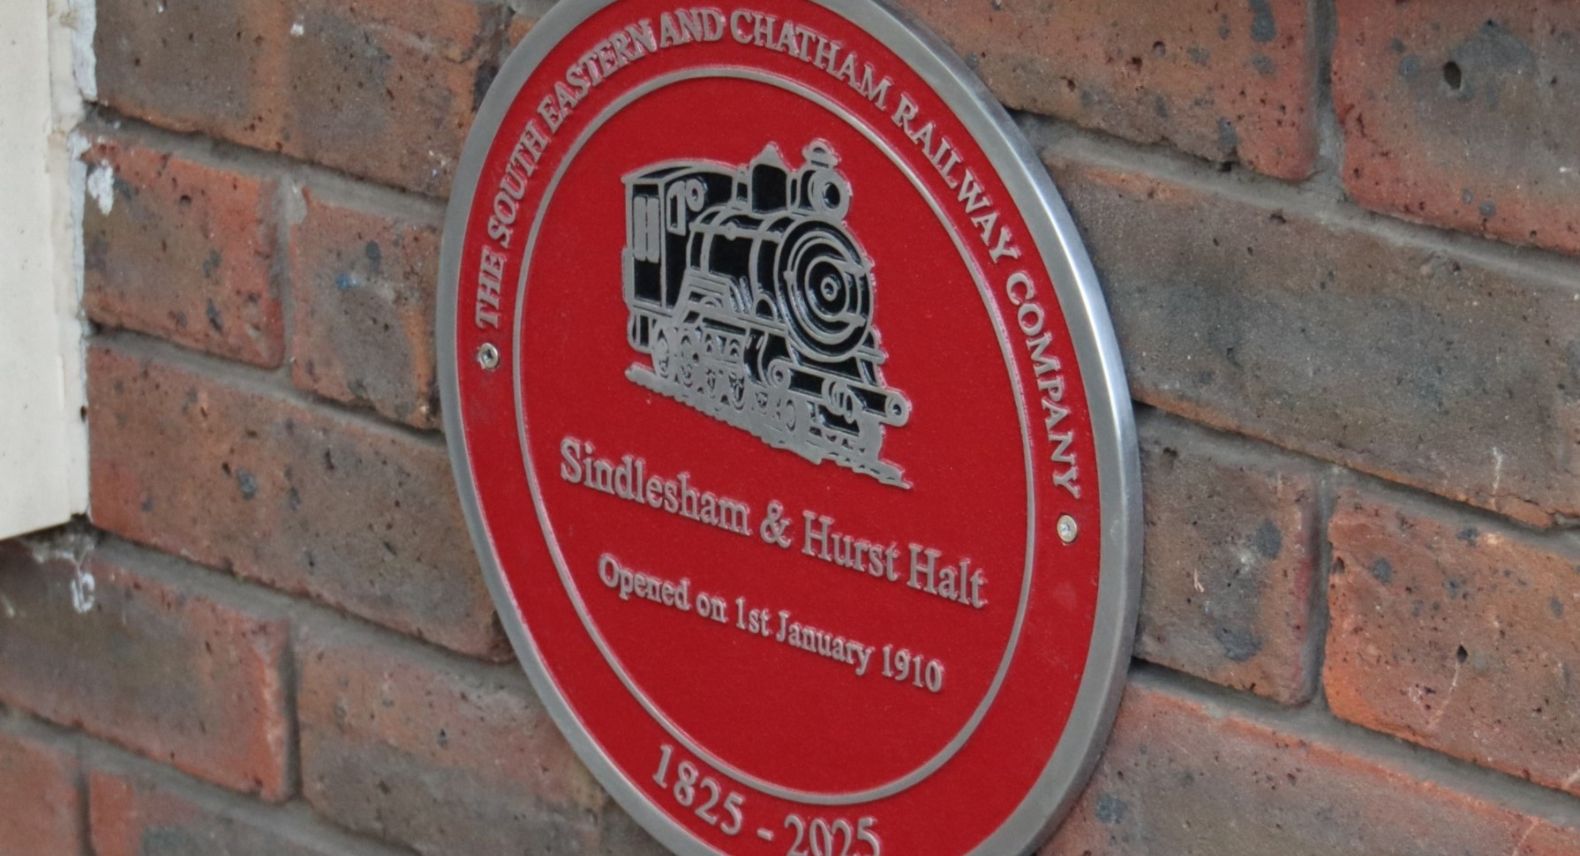 THE SOUTH EASTERN AND CHATHAM RAILWAY COMPANY
Sindlesham & Hurst Halt
Opened on 1st January 1910
1825 - 2025